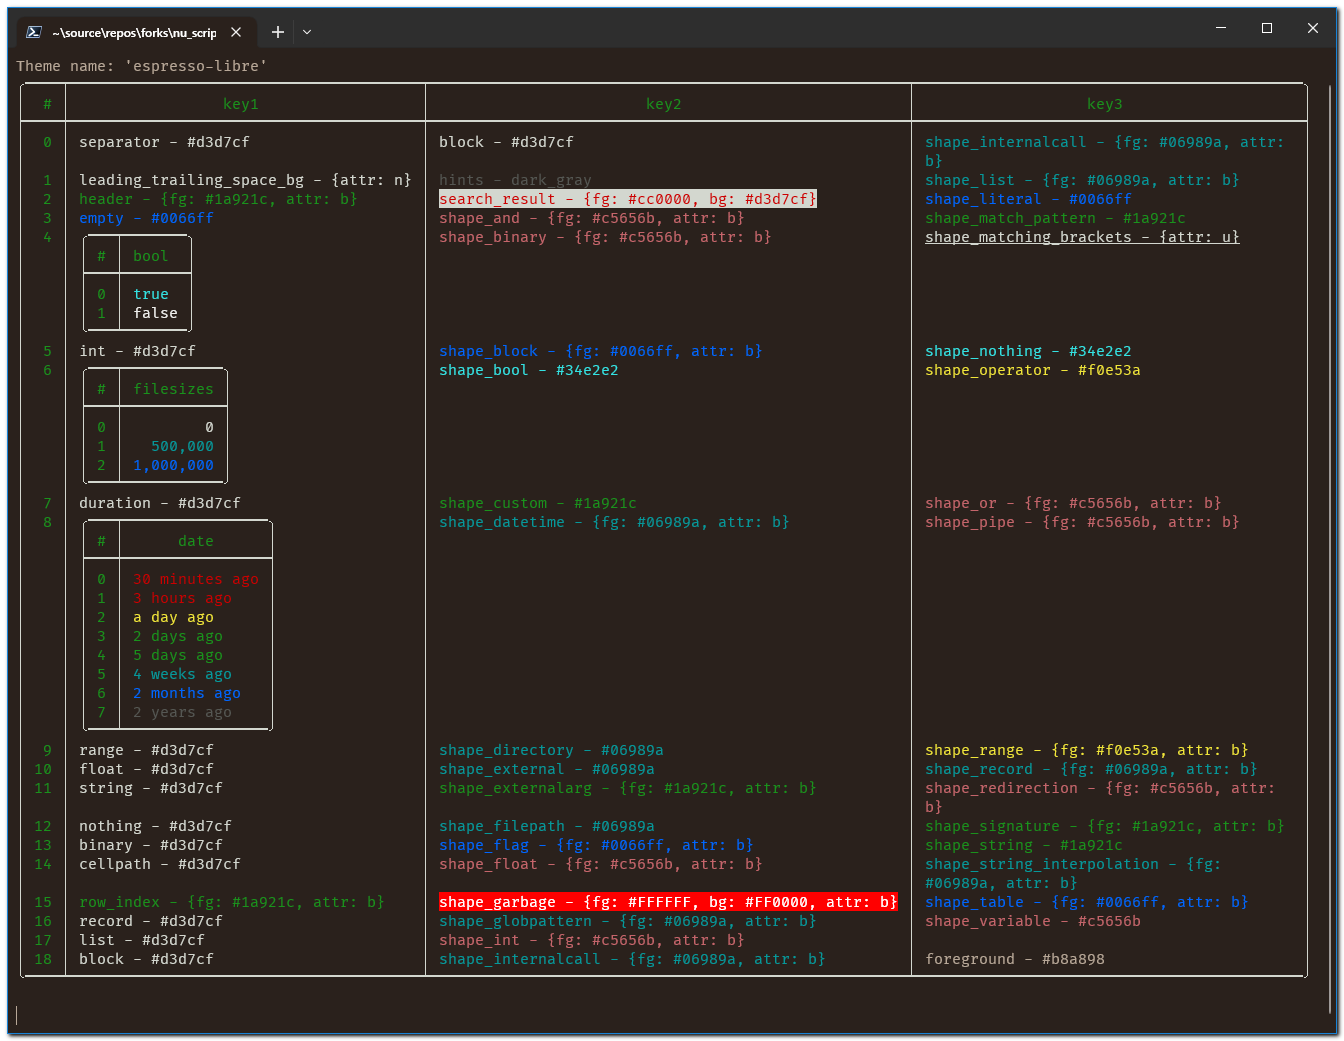 ~\source\repos\forks\nu_scrip
Theme name: 'espresso-libre'
# key1 key2 key3
0 separator - #d3d7cf block - #d3d7cf shape_internalcall - {fg: #06989a, attr:
b}
1 leading_trailing_space_bg - {attr: n} hints - dark_gray shape_list - {fg: #06989a, attr: b}
2 header - {fg: #1a921c, attr: b} search_result - {fg: #cc0000, bg: #d3d7cf} shape_literal - #0066ff
3 empty - #0066ff shape_and - {fg: #c5656b, attr: b} shape_match_pattern - #1a921c
4 shape_binary - {fg: #c5656b, attr: b} shape_matching_brackets - {attr: u}
# bool
0 true
1 false
5 int - #d3d7cf shape_block - {fg: #0066ff, attr: b} shape_nothing - #34e2e2
6 shape_bool - #34e2e2 shape_operator - #f0e53a
# filesizes
0 0
1 500,000
2 1,000,000
7 duration - #d3d7cf shape_custom - #1a921c shape_or - {fg: #c5656b, attr: b}
8 shape_datetime - {fg: #06989a, attr: b} shape_pipe - {fg: #c5656b, attr: b}
# date
0 30 minutes ago
1 3 hours ago
2 a day ago
3 2 days ago
4 5 days ago
5 4 weeks ago
6 2 months ago
7 2 years ago
9 range - #d3d7cf shape_directory - #06989a shape_range - {fg: #f0e53a, attr: b}
10 float - #d3d7cf shape_external - #06989a shape_record - {fg: #06989a, attr: b}
11 string - #d3d7cf shape_externalarg - {fg: #1a921c, attr: b} shape_redirection - {fg: #c5656b, attr:
b}
12 nothing - #d3d7cf shape_filepath - #06989a shape_signature - {fg: #1a921c, attr: b}
13 binary - #d3d7cf shape_flag - {fg: #0066ff, attr: b} shape_string - #1a921c
14 cellpath - #d3d7cf shape_float - {fg: #c5656b, attr: b} shape_string_interpolation - {fg:
#06989a, attr: b}
15 row_index - {fg: #1a921c, attr: b} shape_garbage - {fg: #FFFFFF, bg: #FF0000, attr: b} shape_table - {fg: #0066ff, attr: b}
16 record - #d3d7cf shape_globpattern - {fg: #06989a, attr: b} shape_variable - #c5656b
17 list - #d3d7cf shape_int - {fg: #c5656b, attr: b}
18 block - #d3d7cf shape_internalcall - {fg: #06989a, attr: b} foreground - #b8a898